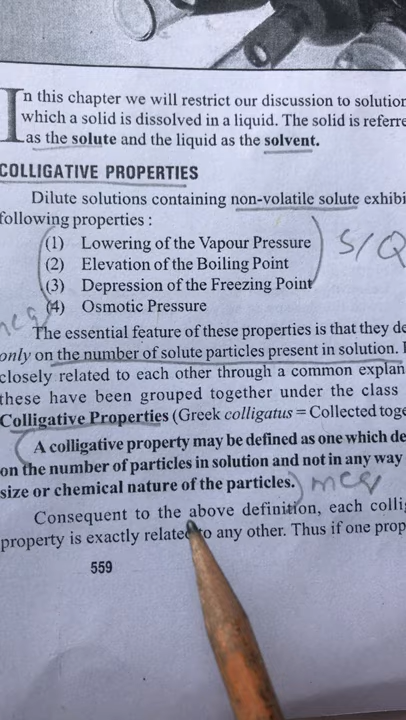 In this chapter we will restrict our discussion to solution
which a solid is dissolved in a liquid. The solid is referre
as the solute and the liquid as the solvent.
COLLIGATIVE PROPERTIES
Dilute solutions containing non-volatile solute exhibi
following properties :
(1) Lowering of the Vapour Pressure
(2) Elevation of the Boiling Point
(3) Depression of the Freezing Point
S/Q
(4) Osmotic Pressure
mcq
The essential feature of these properties is that they de
only on the number of solute particles present in solution.
closely related to each other through a common explan
these have been grouped together under the class
Colligative Properties (Greek colligatus = Collected toge
A colligative property may be defined as one which de
on the number of particles in solution and not in any way
size or chemical nature of the particles.) mcq
Consequent to the above definition, each colli
property is exactly related to any other. Thus if one prop
559